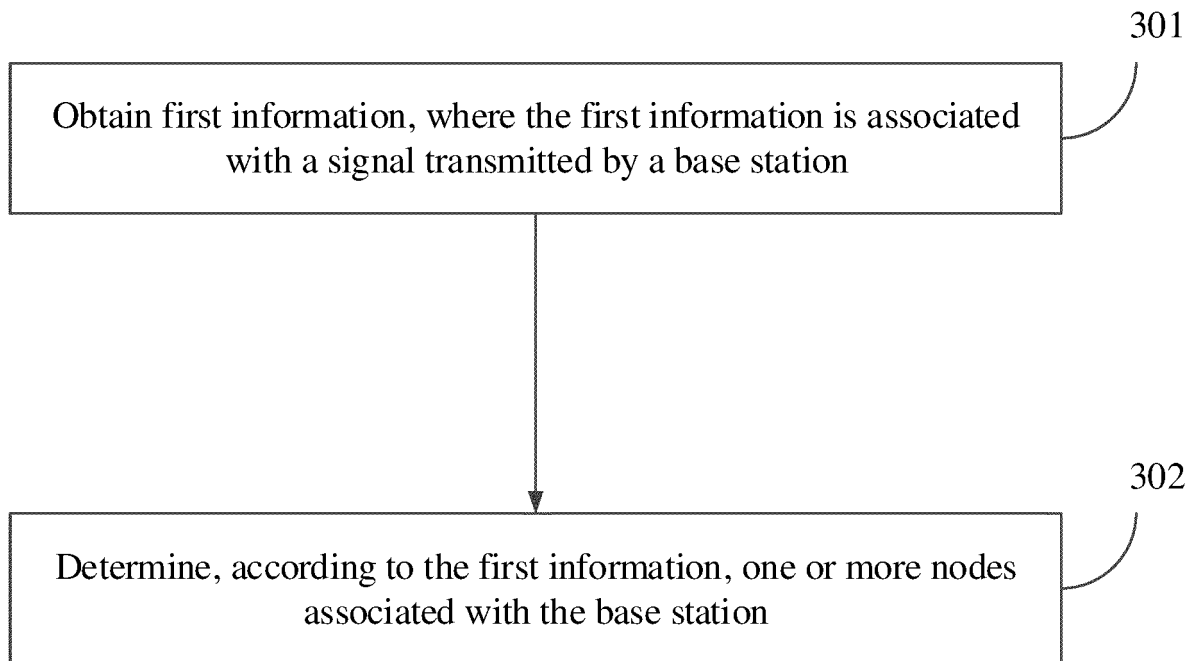 301
Obtain first information, where the first information is associated
with a signal transmitted by a base station
302
Determine, according to the first information, one or more nodes
associated with the base station